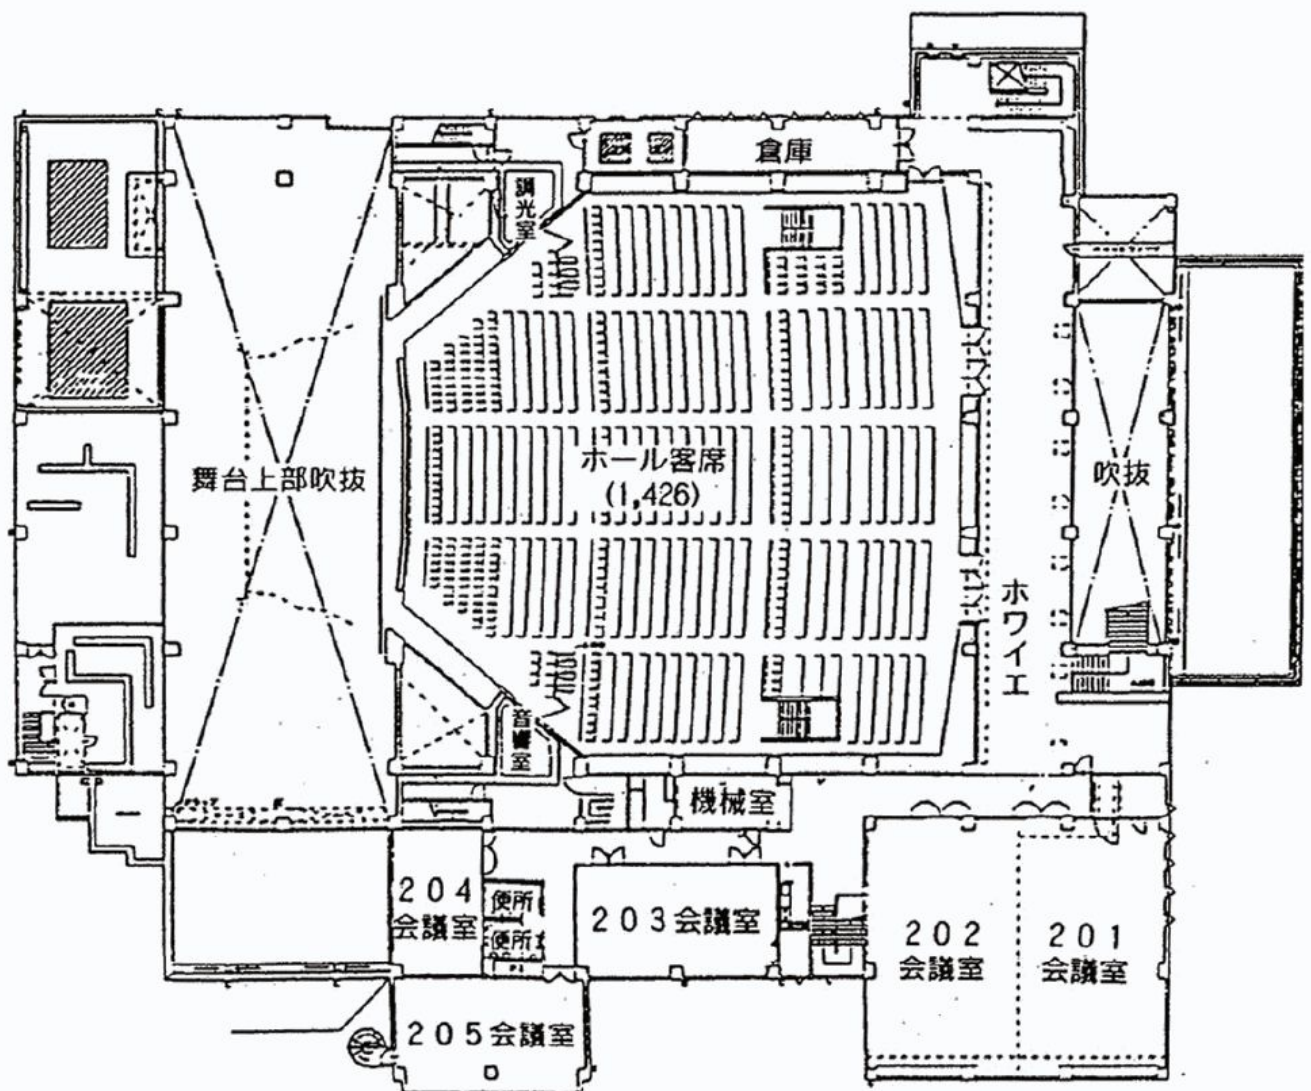 倉庫
調光室
ホール客席
(1,426)
舞台上部吹抜
吹抜
ホワイエ
音響室
機械室
204
会議室
便所
便所
203会議室
202
会議室
201
会議室
205会議室